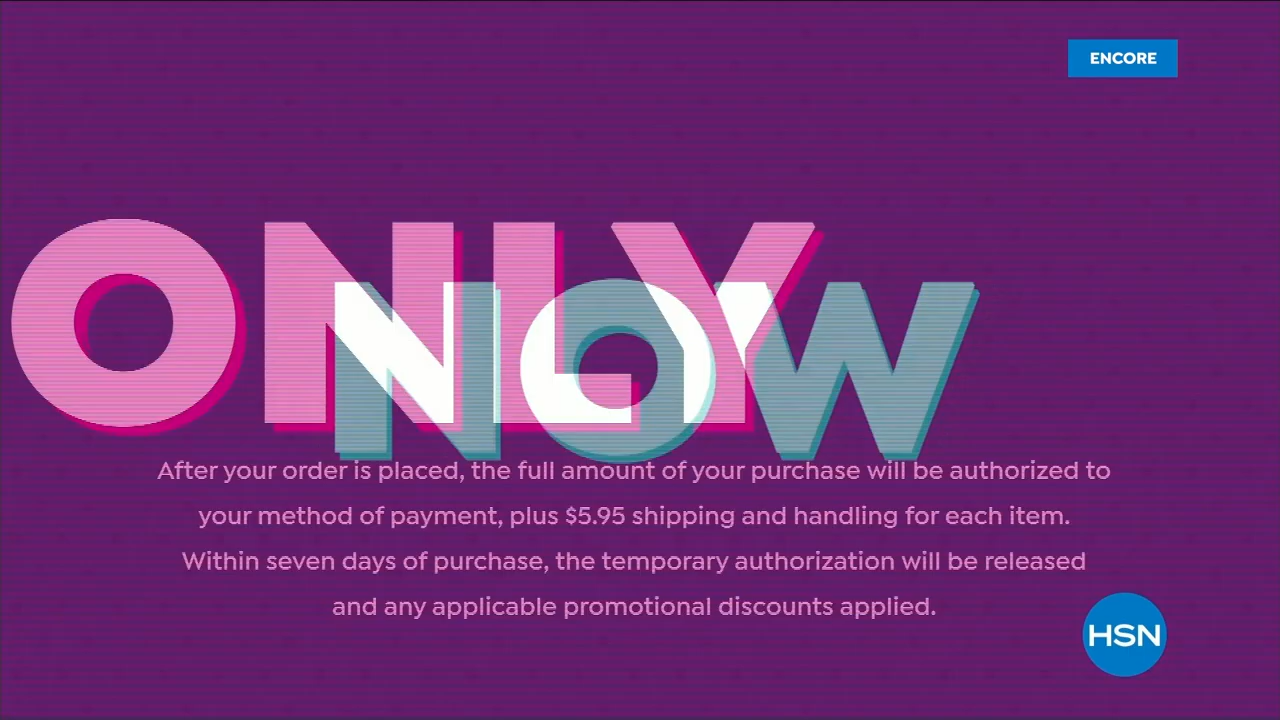 ENCORE
ONLY
NOW
After your order is placed, the full amount of your purchase will be authorized to
your method of payment, plus $5.95 shipping and handling for each item.
Within seven days of purchase, the temporary authorization will be released
and any applicable promotional discounts applied.
HSN